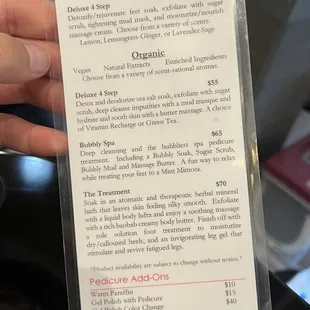 Deluxe 4 Step
Detoxify/rejuvenate feet soak, exfoliate with sugar
scrub, tightening mud mask, and moisturize/nourish
massage cream. Choose from a variety of scents:
Lemon, Lemongrass-Ginger, or Lavender Sage
Organic
Vegan Natural Extracts Enriched Ingredients
Choose from a variety of scent-sational aromas.
Deluxe 4 Step $55
Detox and deodorize sea salt soak, exfoliate with sugar
scrub, deep cleanse impurities with a mud masque and
hydrate and sooth skin with a butter massage. A choice
of Vitamin Recharge or Green Tea.
Bubbly Spa $65
Deep cleaning and the bubbliest spa pedicure
treatment. Including a Bubbly Soak, Sugar Scrub,
Bubbly Mud and Massage Butter. A fun way to relax
while treating your feet to a Mint Mimosa.
The Treatment $70
Soak in an aromatic and therapeutic herbal mineral
bath that leaves skin feeling silky smooth. Exfoliate
with a liquid body luffa and enjoy a soothing massage
with a rich baobab creamy body butter. Finish off with
a sole solution foot treatment to moisturize
dry/calloused heels, and an invigorating leg gel that
stimulate and revive fatigued legs.
*Product availability are subject to change without notice.*
Pedicure Add-Ons
Warm Paraffin $10
Gel Polish with Pedicure $15
Gel Polish Color Change $40